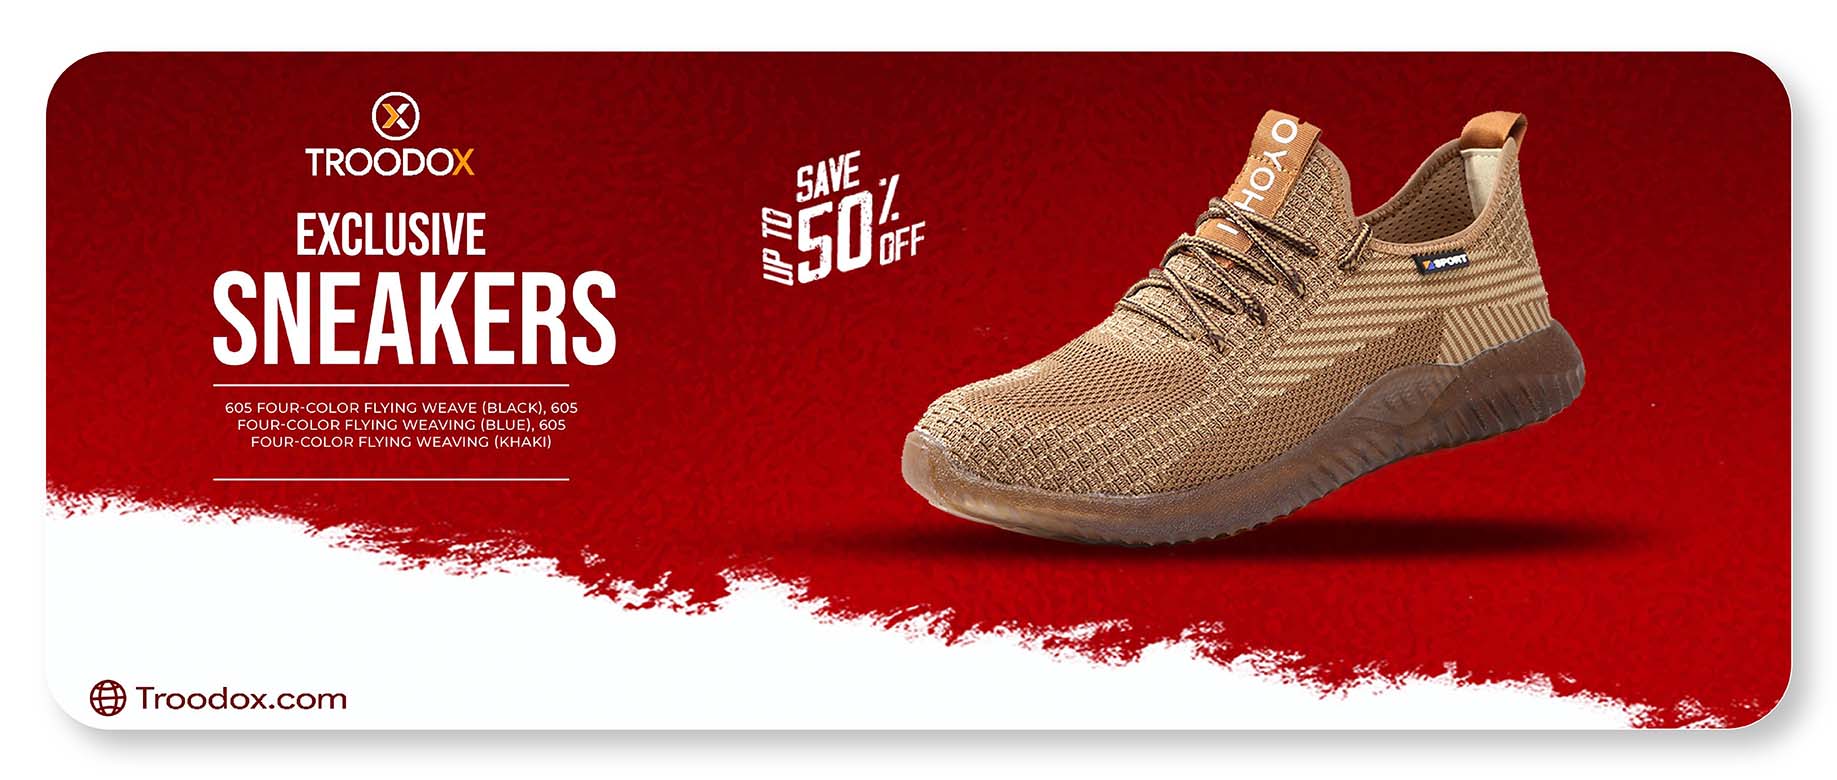 TROODOX
EXCLUSIVE
SNEAKERS
605 FOUR-COLOR FLYING WEAVE (BLACK), 605
FOUR-COLOR FLYING WEAVING (BLUE), 605
FOUR-COLOR FLYING WEAVING (KHAKI)
UP TO
SAVE
50%
OFF
OYOH
SPORT
Troodox.com